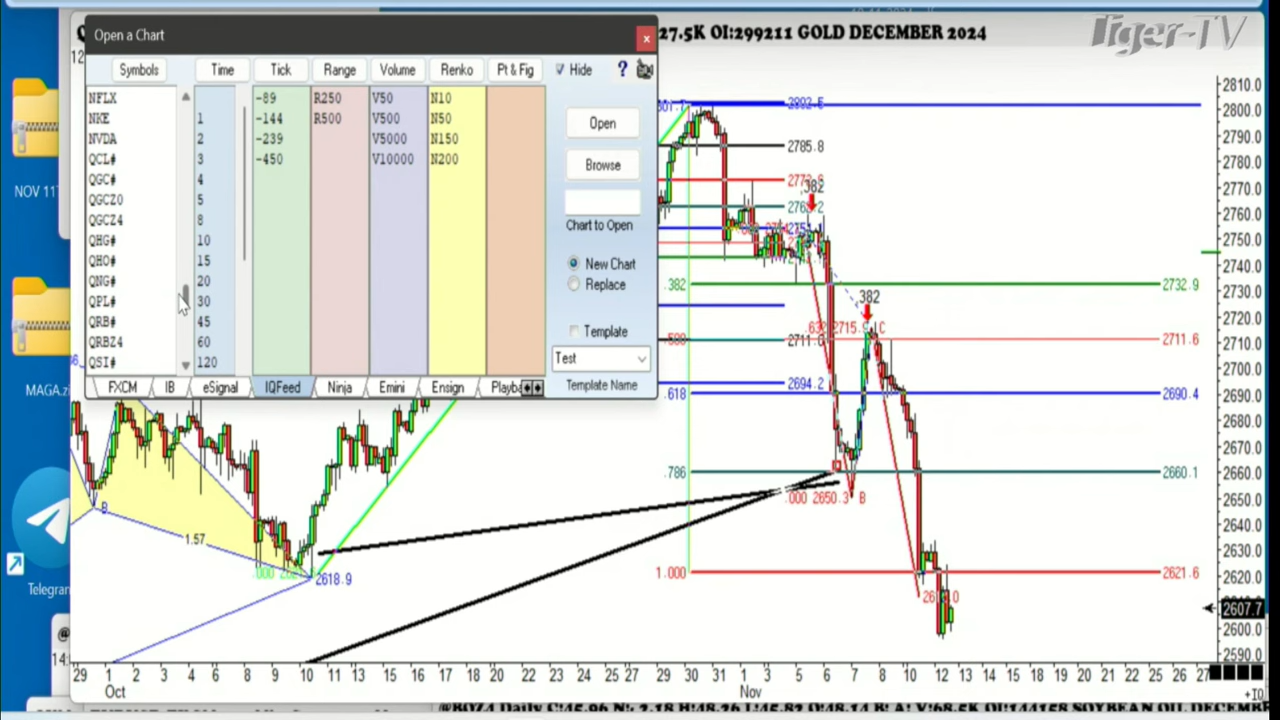 27.5K OI:299211 GOLD DECEMBER 2024
Tiger-TV
Open a Chart
Symbols Time Tick Range Volume Renko Pt & Fig Hide ?
NFLX -89 R250 V50 N10
NKE 1 -144 R500 V500 N50
NVDA 2 -239 V5000 N150
QCL# 3 -450 V10000 N200
QGC# 4
QGCZ0 5
QGCZ4 8
QHG# 10
QHO# 15
QNG# 20
QPL# 30
QRB# 45
QRBZ4 60
QSI# 120
Open
Browse
Chart to Open
New Chart
Replace
Template
Test
Template Name
FXCM IB eSignal IQFeed Ninja Emini Ensign Playba
NOV 11T
MAGA.zi
Telegram
2785.8
.382
.382 2732.9
382
2711.6
2694.2
.618 2690.4
.786 2660.1
.000 2650.3 B
1.000 2621.6
B
1.57
2618.9
2810.0
2800.0
2790.0
2780.0
2770.0
2760.0
2750.0
2740.0
2730.0
2720.0
2710.0
2700.0
2690.0
2680.0
2670.0
2660.0
2650.0
2640.0
2630.0
2620.0
2607.7
2600.0
2590.0
29 1 2 3 4 6 7 8 9 10 11 13 14 15 16 17 18 20 21 22 23 24 25 27 29 30 31 1 3 5 6 7 8 10 11 12 13 14 15 17 18 19 20 21 22 24 25 26 27
Oct Nov
+IQ